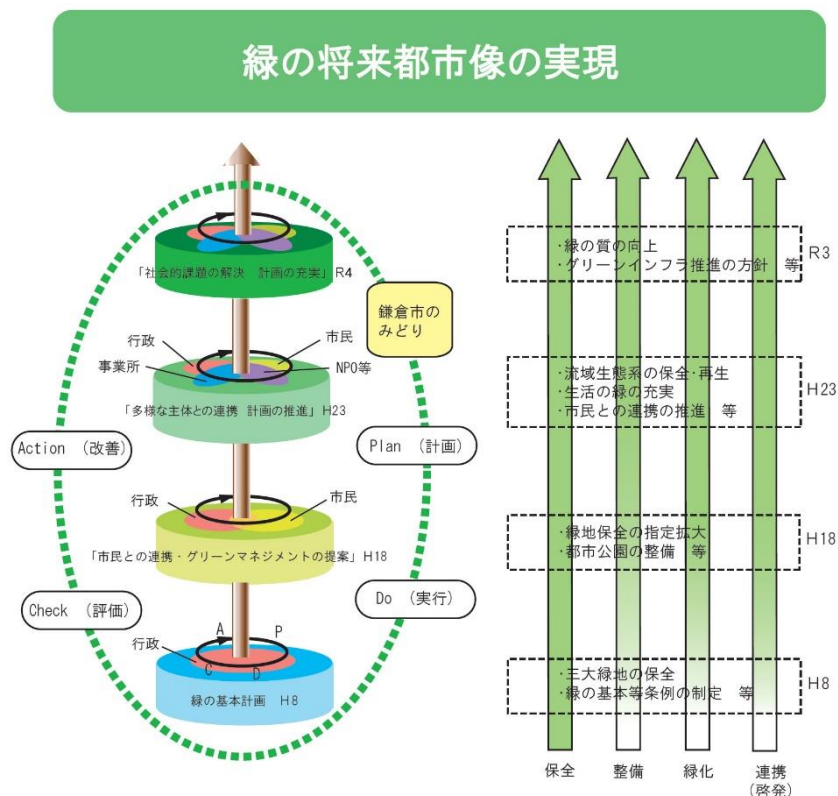 緑の将来都市像の実現
「社会的課題の解決 計画の充実」R4
鎌倉市の
みどり
行政
市民
事業所
NPO等
「多様な主体との連携 計画の推進」H23
Action (改善)
Plan (計画)
行政
市民
「市民との連携・グリーンマネジメントの提案」H18
Check (評価)
Do (実行)
行政
A
P
C
D
緑の基本計画 H8
・緑の質の向上
・グリーンインフラ推進の方針 等
R3
・流域生態系の保全・再生
・生活の緑の充実
・市民との連携の推進 等
H23
・緑地保全の指定拡大
・都市公園の整備 等
H18
・三大緑地の保全
・緑の基本等条例の制定 等
H8
保全
整備
緑化
連携
(啓発)